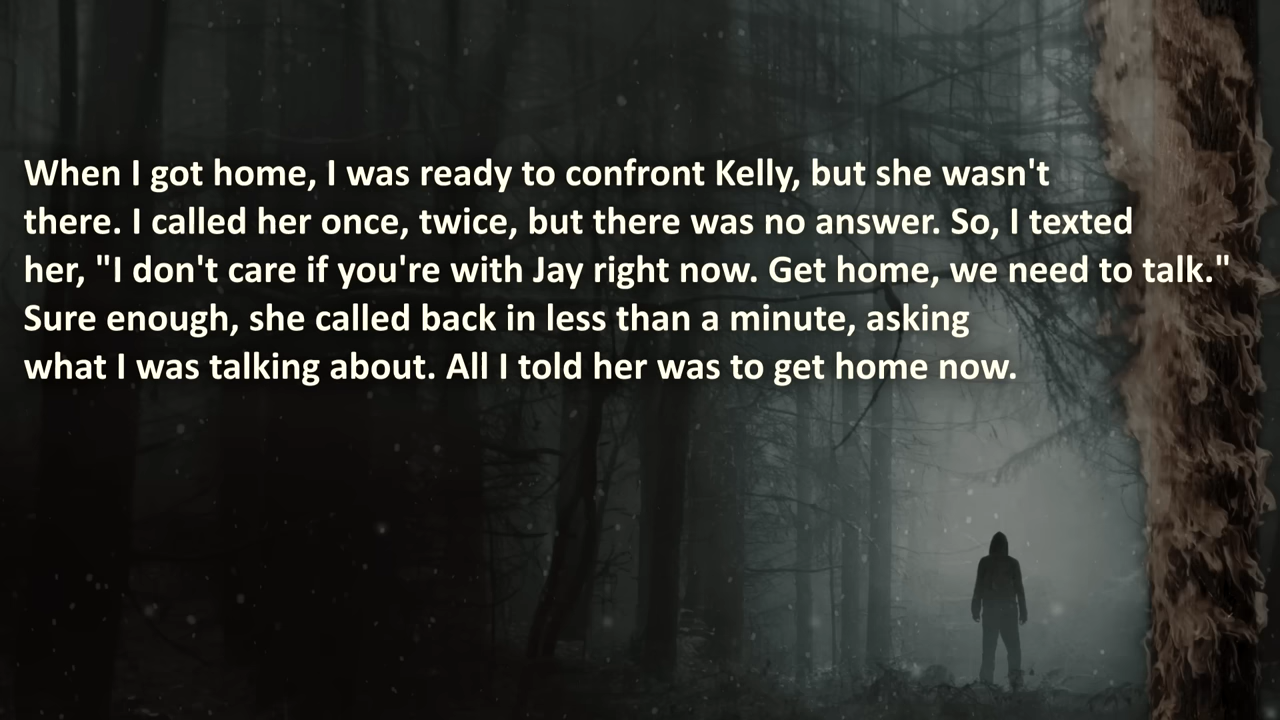 When I got home, I was ready to confront Kelly, but she wasn't
there. I called her once, twice, but there was no answer. So, I texted
her, "I don't care if you're with Jay right now. Get home, we need to talk."
Sure enough, she called back in less than a minute, asking
what I was talking about. All I told her was to get home now.